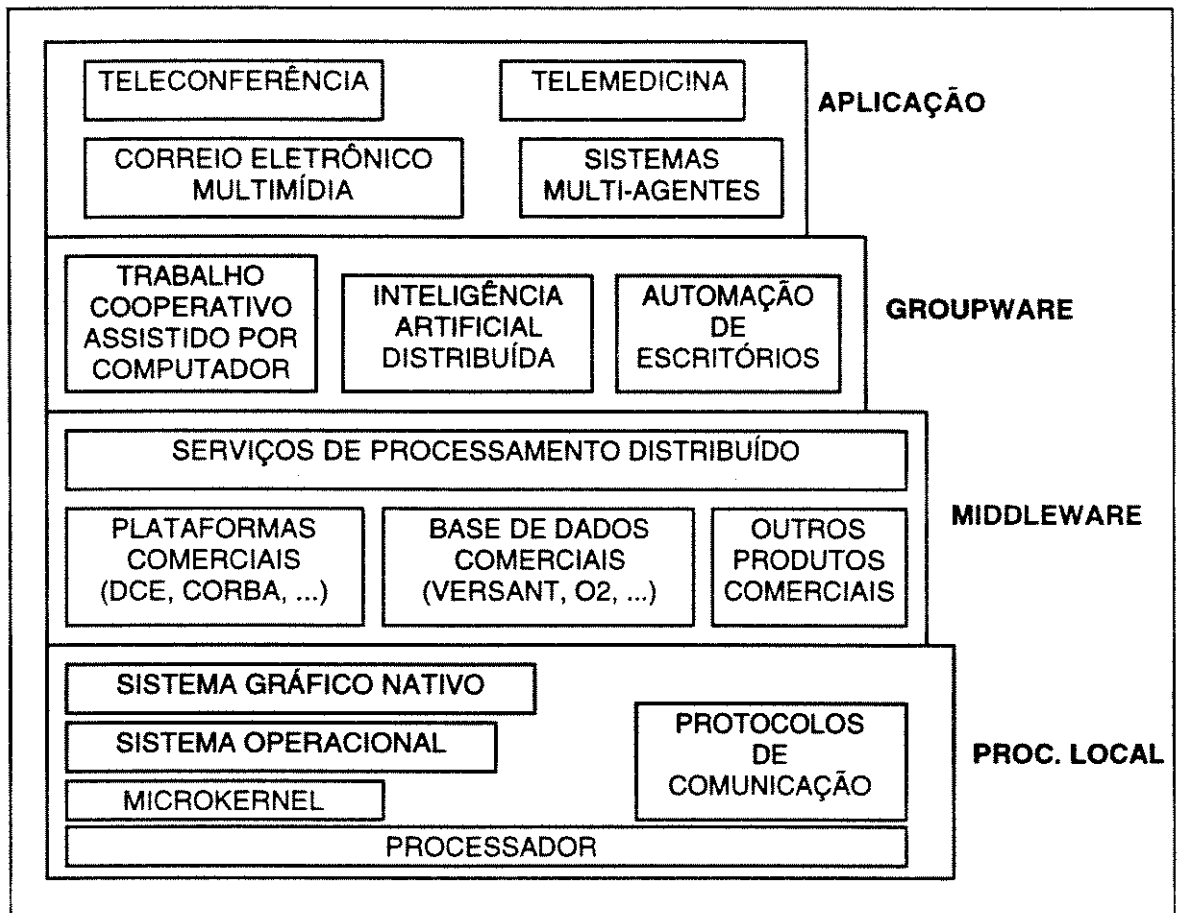 TELECONFERÊNCIA
TELEMEDICINA
APLICAÇÃO
CORREIO ELETRÔNICO
MULTIMÍDIA
SISTEMAS
MULTI-AGENTES
TRABALHO
COOPERATIVO
ASSISTIDO POR
COMPUTADOR
INTELIGÊNCIA
ARTIFICIAL
DISTRIBUÍDA
AUTOMAÇÃO
DE
ESCRITÓRIOS
GROUPWARE
SERVIÇOS DE PROCESSAMENTO DISTRIBUÍDO
PLATAFORMAS
COMERCIAIS
(DCE, CORBA, ...)
BASE DE DADOS
COMERCIAIS
(VERSANT, O2, ...)
OUTROS
PRODUTOS
COMERCIAIS
MIDDLEWARE
SISTEMA GRÁFICO NATIVO
SISTEMA OPERACIONAL
MICROKERNEL
PROTOCOLOS
DE
COMUNICAÇÃO
PROCESSADOR
PROC. LOCAL